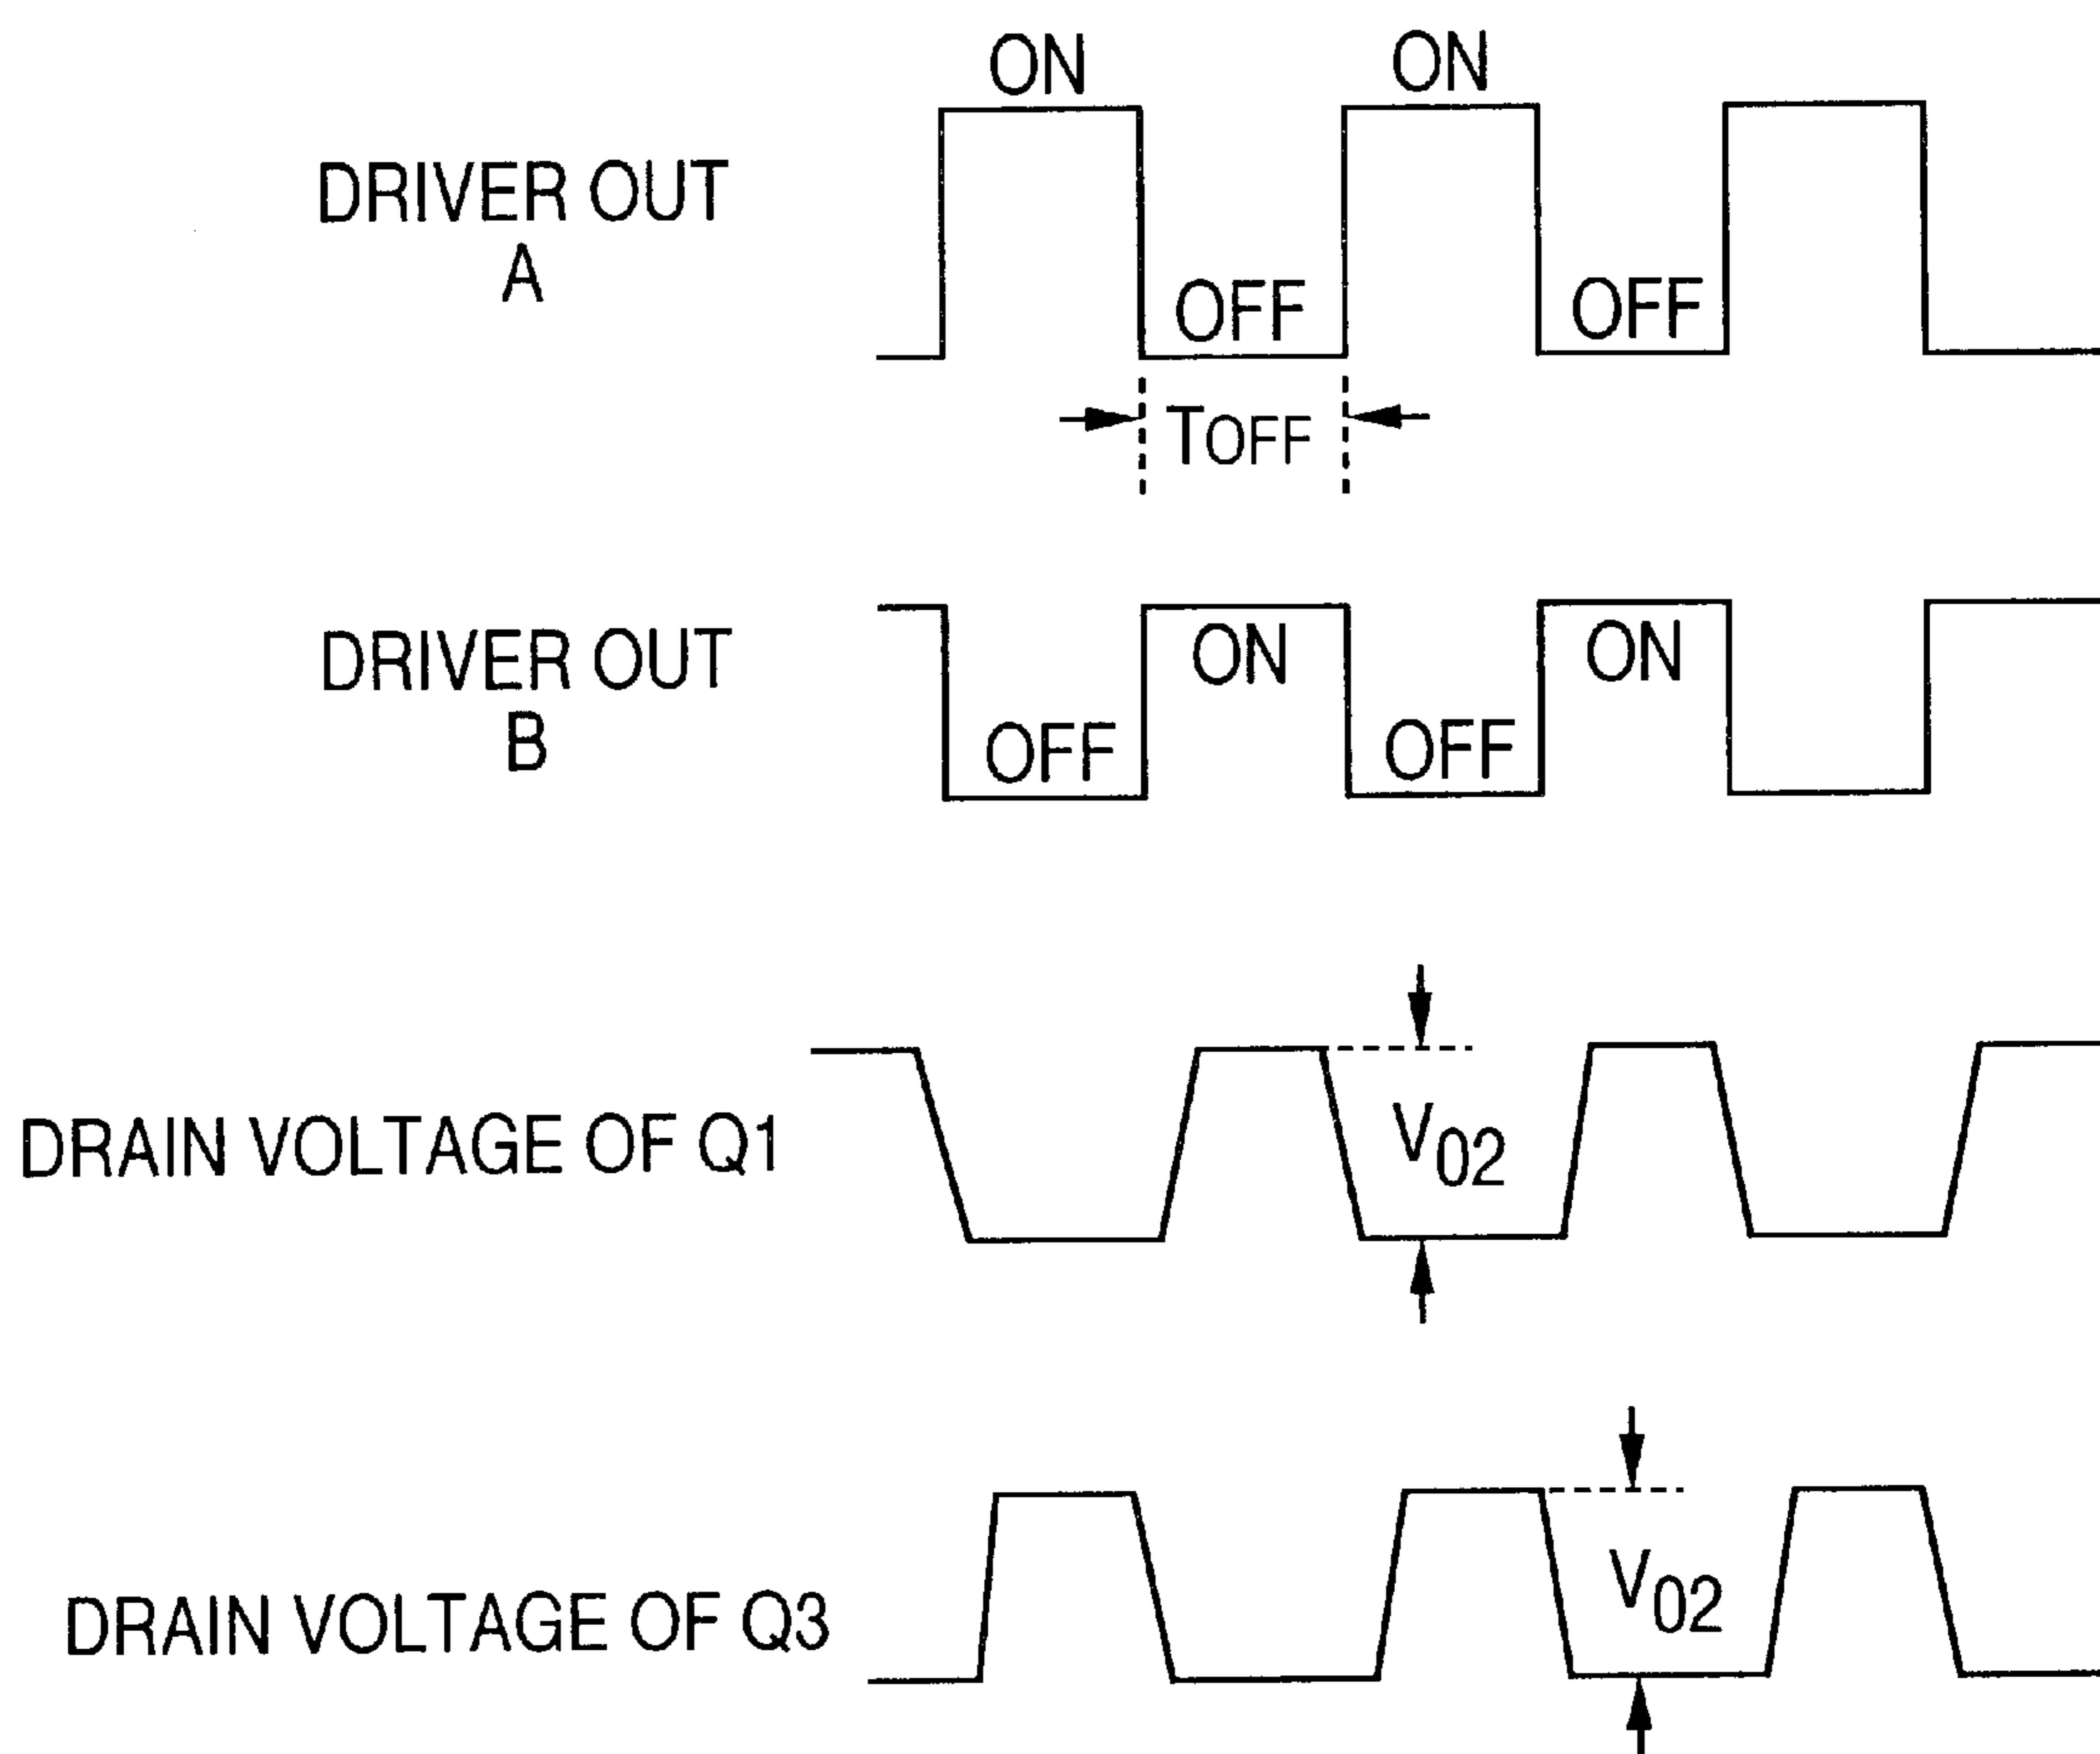 ON
ON
DRIVER OUT
A
OFF
OFF
TOFF
DRIVER OUT
B
ON
ON
OFF
OFF
DRAIN VOLTAGE OF Q1
V02
DRAIN VOLTAGE OF Q3
V02